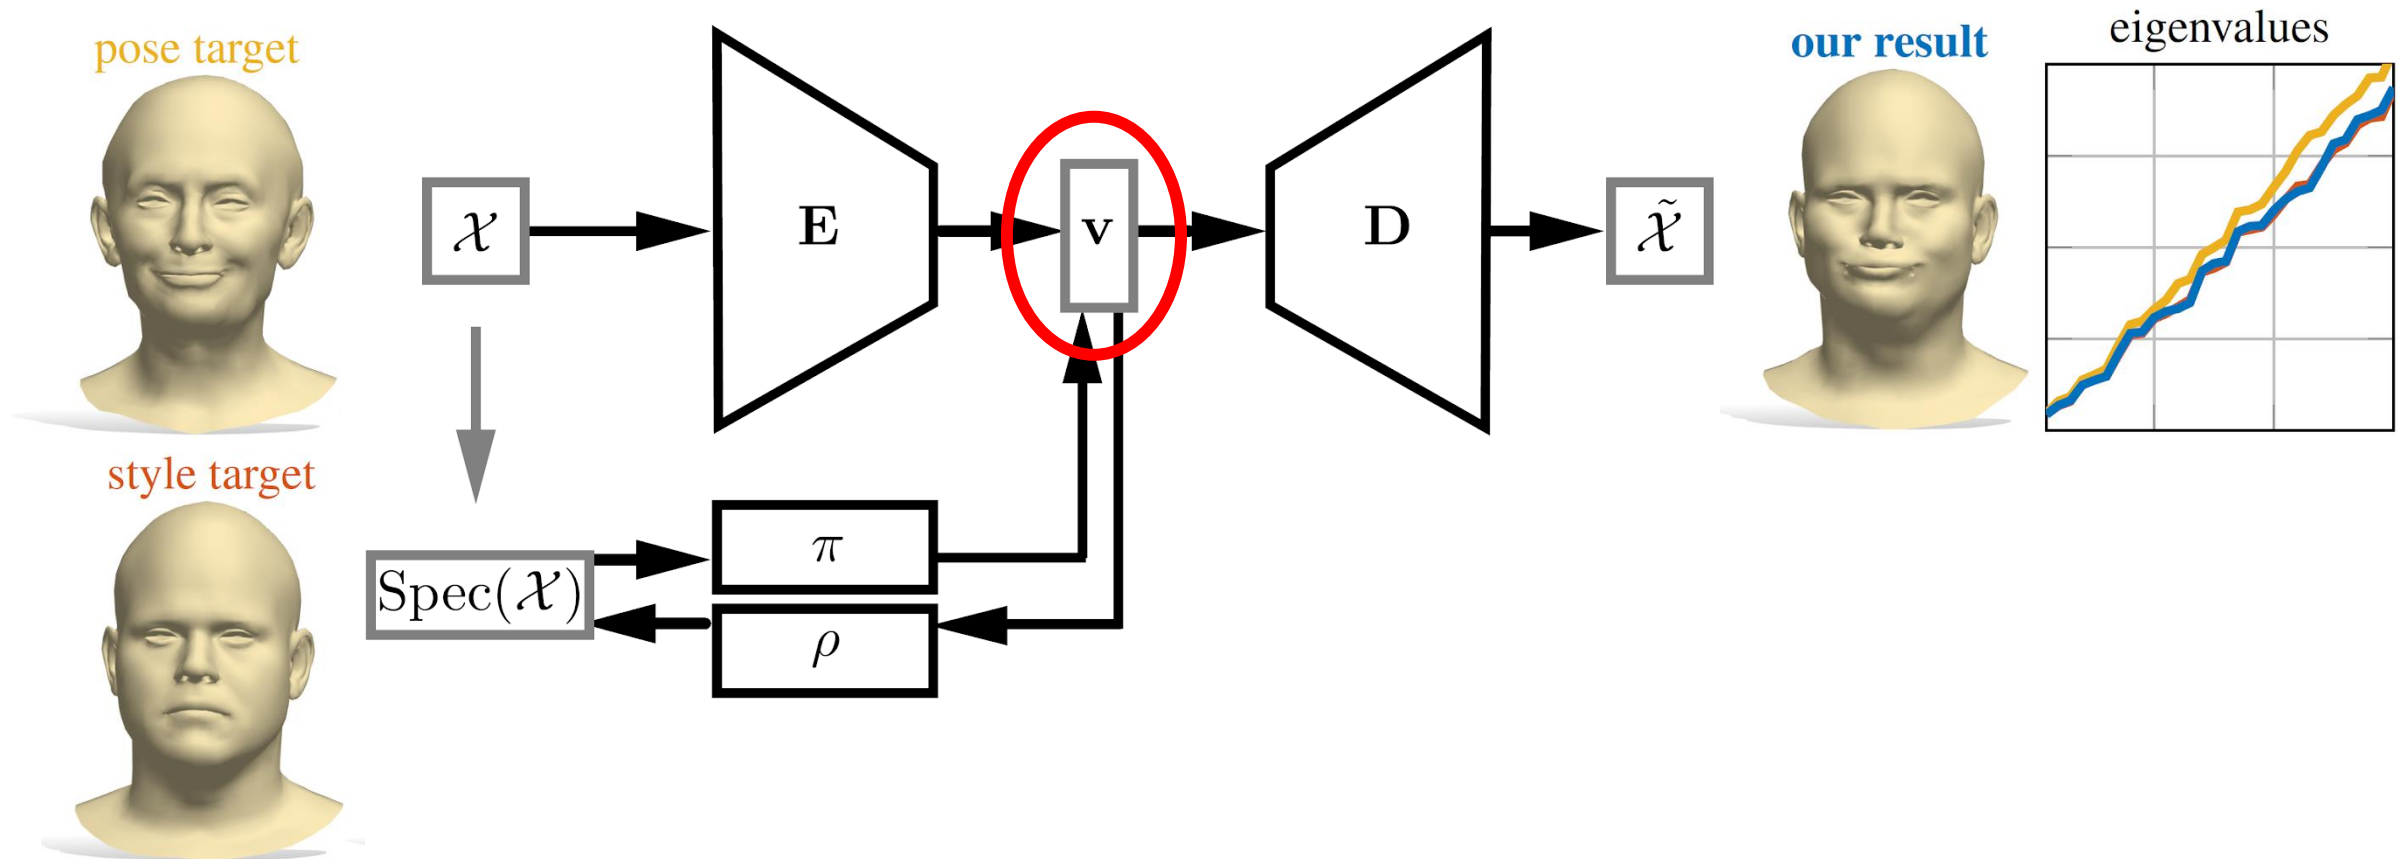 pose target
our result
eigenvalues
𝒳
E
v
D
𝒳̃
style target
Spec(𝒳)
π
ρ